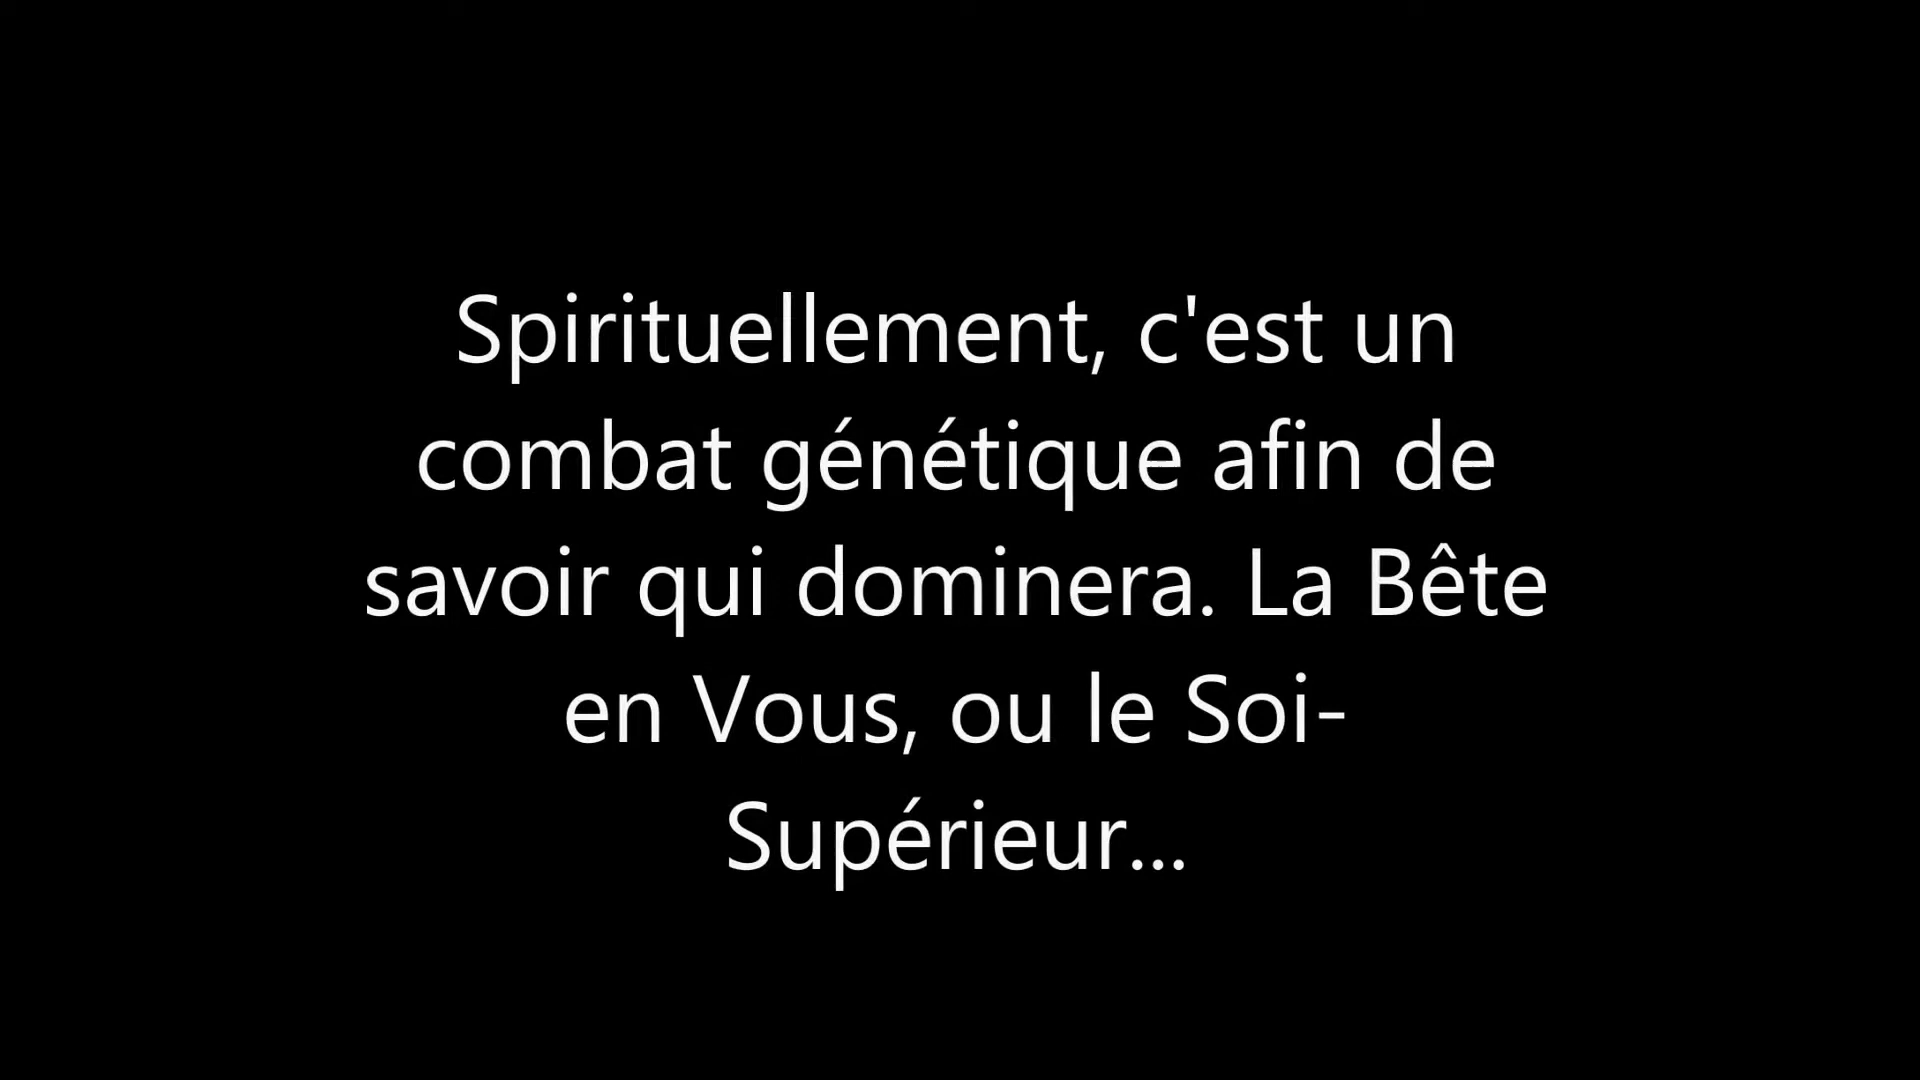 Spirituellement, c'est un
combat génétique afin de
savoir qui dominera. La Bête
en Vous, ou le Soi-
Supérieur...